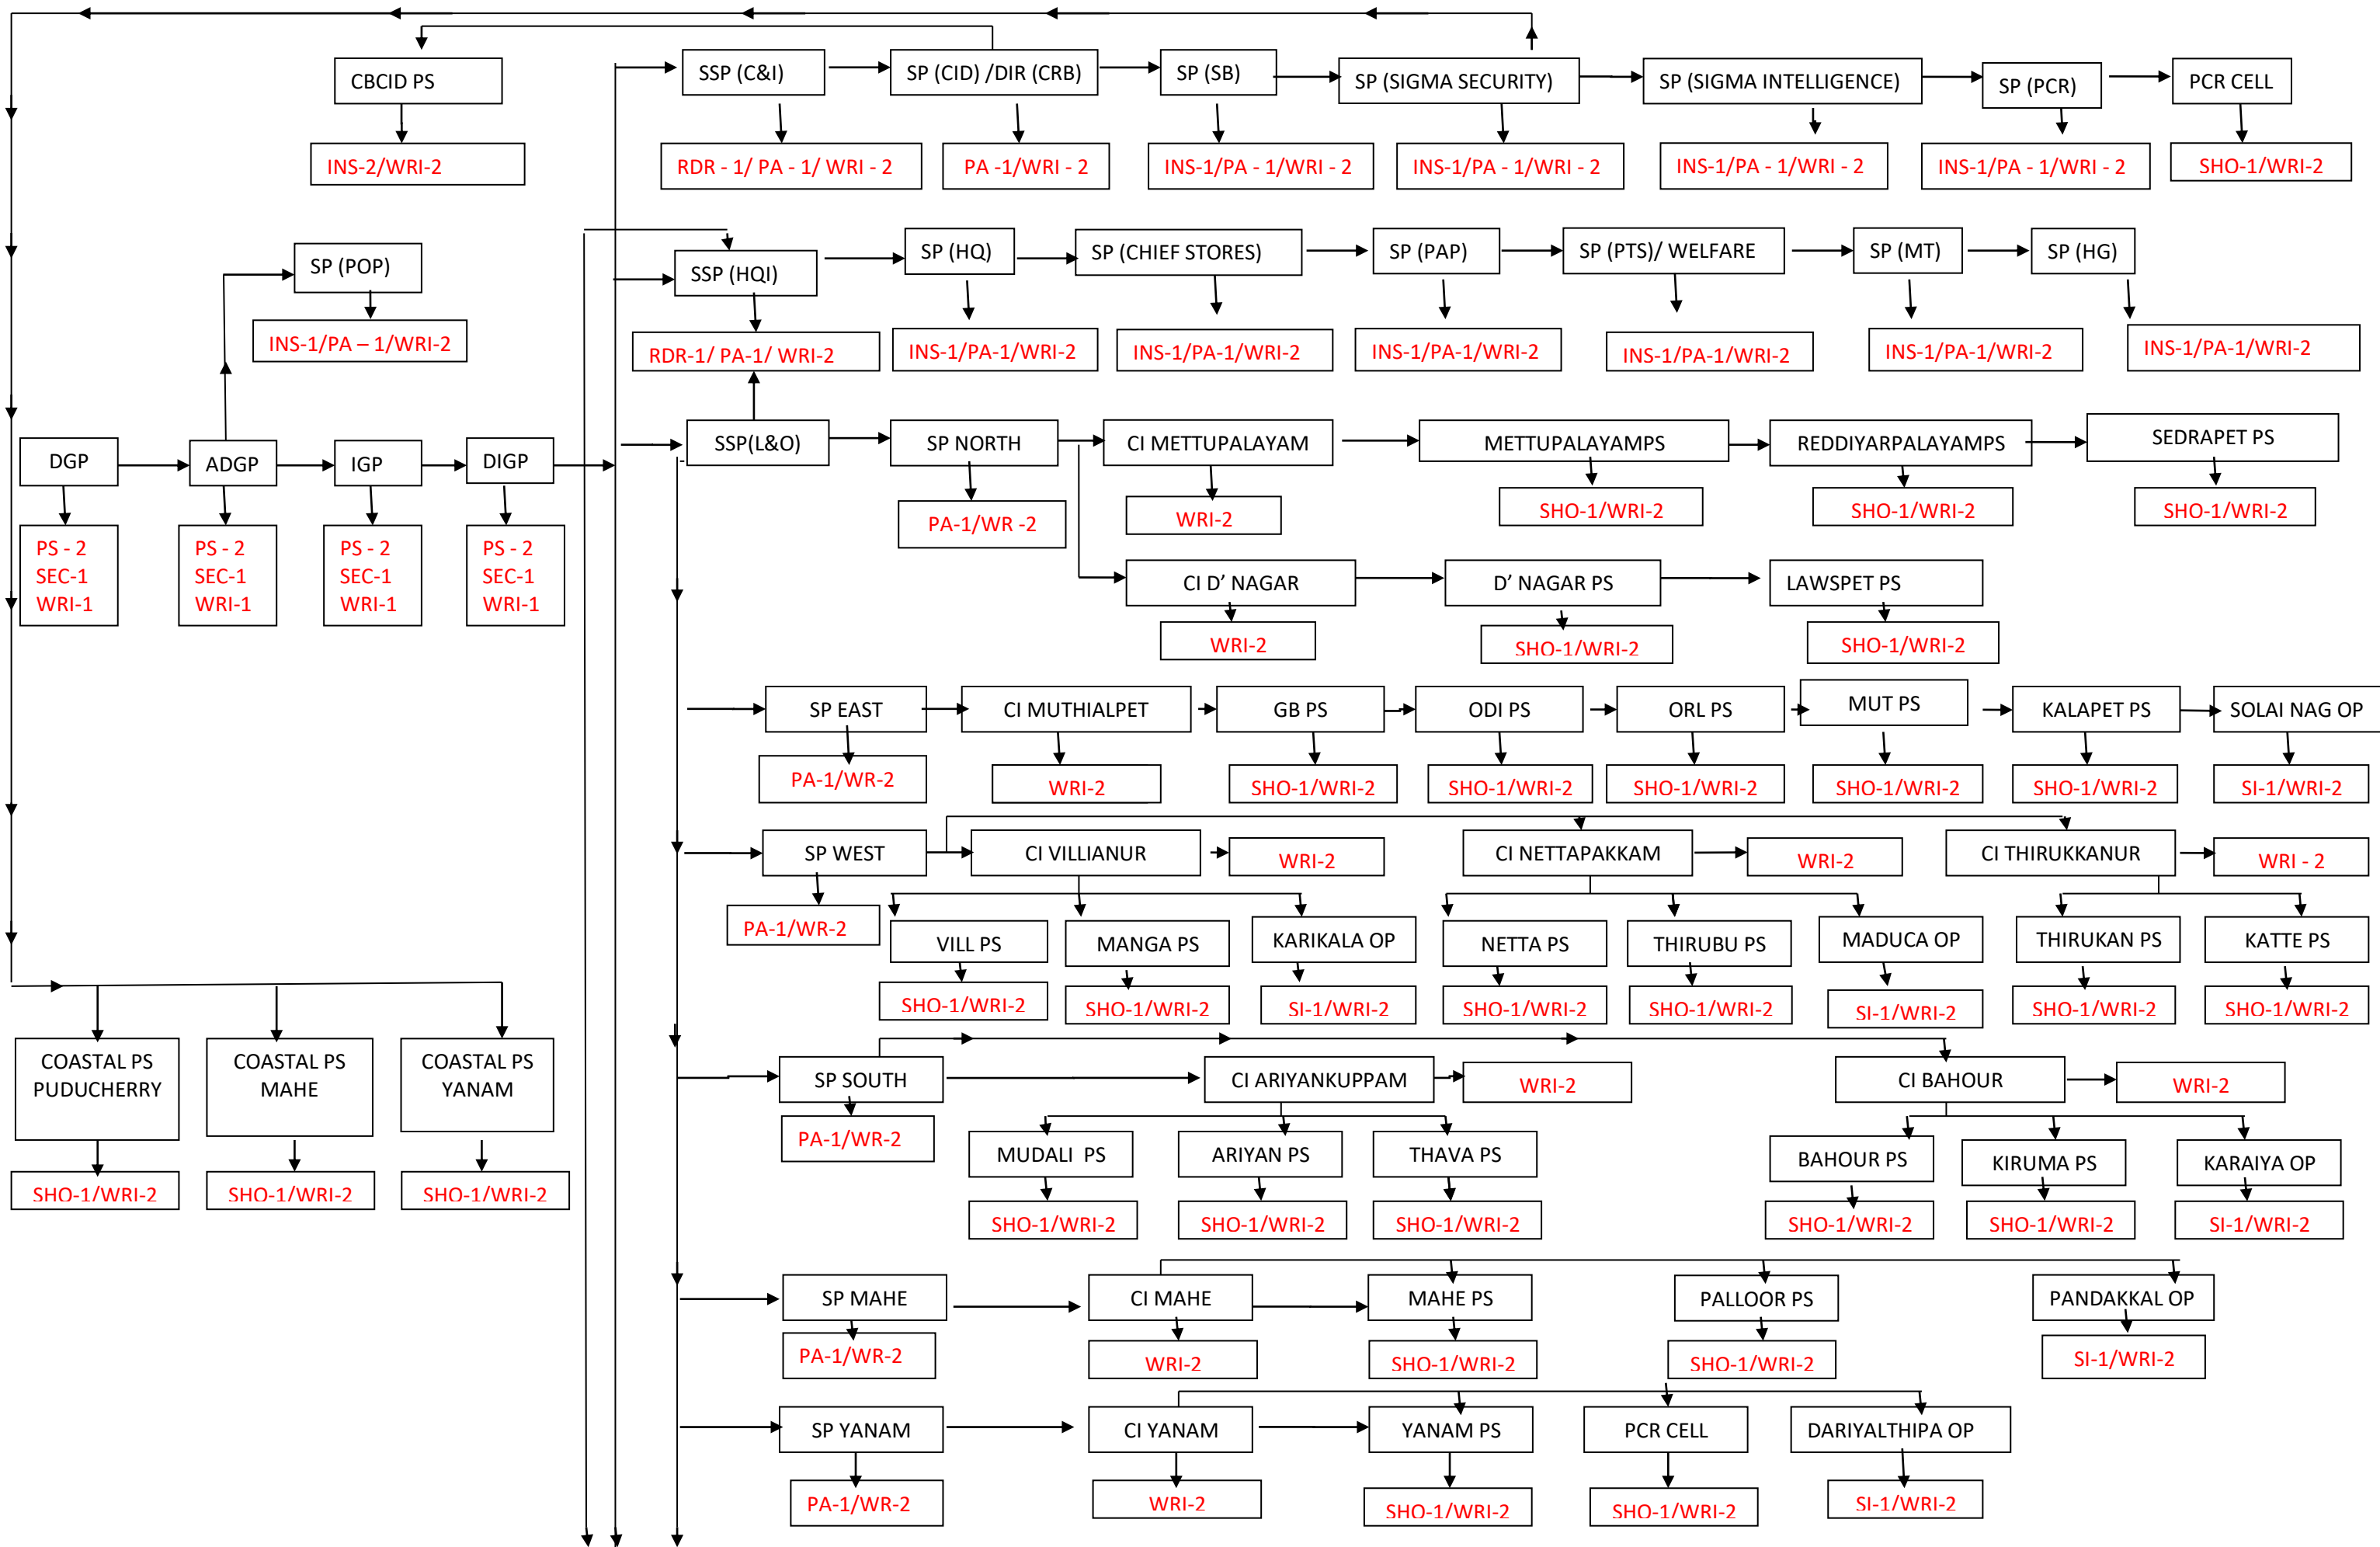 CBCID PS
SSP (C&I)
SP (CID) /DIR (CRB)
SP (SB)
SP (SIGMA SECURITY)
SP (SIGMA INTELLIGENCE)
SP (PCR)
PCR CELL
INS-2/WRI-2
RDR - 1/ PA - 1/ WRI - 2
PA -1/WRI - 2
INS-1/PA - 1/WRI - 2
INS-1/PA - 1/WRI - 2
INS-1/PA - 1/WRI - 2
INS-1/PA - 1/WRI - 2
SHO-1/WRI-2
SP (POP)
SSP (HQI)
SP (HQ)
SP (CHIEF STORES)
SP (PAP)
SP (PTS)/ WELFARE
SP (MT)
SP (HG)
INS-1/PA – 1/WRI-2
RDR-1/ PA-1/ WRI-2
INS-1/PA-1/WRI-2
INS-1/PA-1/WRI-2
INS-1/PA-1/WRI-2
INS-1/PA-1/WRI-2
INS-1/PA-1/WRI-2
INS-1/PA-1/WRI-2
DGP
ADGP
IGP
DIGP
SSP(L&O)
SP NORTH
CI METTUPALAYAM
METTUPALAYAMPS
REDDIYARPALAYAMPS
SEDRAPET PS
PS - 2
SEC-1
WRI-1
PS - 2
SEC-1
WRI-1
PS - 2
SEC-1
WRI-1
PS - 2
SEC-1
WRI-1
PA-1/WR -2
WRI-2
SHO-1/WRI-2
SHO-1/WRI-2
SHO-1/WRI-2
CI D’ NAGAR
D’ NAGAR PS
LAWSPET PS
WRI-2
SHO-1/WRI-2
SHO-1/WRI-2
SP EAST
CI MUTHIALPET
GB PS
ODI PS
ORL PS
MUT PS
KALAPET PS
SOLAI NAG OP
PA-1/WR-2
WRI-2
SHO-1/WRI-2
SHO-1/WRI-2
SHO-1/WRI-2
SHO-1/WRI-2
SHO-1/WRI-2
SI-1/WRI-2
SP WEST
CI VILLIANUR
WRI-2
CI NETTAPAKKAM
WRI-2
CI THIRUKKANUR
WRI - 2
PA-1/WR-2
VILL PS
MANGA PS
KARIKALA OP
NETTA PS
THIRUBU PS
MADUCA OP
THIRUKAN PS
KATTE PS
SHO-1/WRI-2
SHO-1/WRI-2
SI-1/WRI-2
SHO-1/WRI-2
SHO-1/WRI-2
SI-1/WRI-2
SHO-1/WRI-2
SHO-1/WRI-2
COASTAL PS
PUDUCHERRY
COASTAL PS
MAHE
COASTAL PS
YANAM
SP SOUTH
CI ARIYANKUPPAM
WRI-2
CI BAHOUR
WRI-2
PA-1/WR-2
MUDALI  PS
ARIYAN PS
THAVA PS
BAHOUR PS
KIRUMA PS
KARAIYA OP
SHO-1/WRI-2
SHO-1/WRI-2
SHO-1/WRI-2
SHO-1/WRI-2
SHO-1/WRI-2
SHO-1/WRI-2
SHO-1/WRI-2
SHO-1/WRI-2
SI-1/WRI-2
SP MAHE
CI MAHE
MAHE PS
PALLOOR PS
PANDAKKAL OP
PA-1/WR-2
WRI-2
SHO-1/WRI-2
SHO-1/WRI-2
SI-1/WRI-2
SP YANAM
CI YANAM
YANAM PS
PCR CELL
DARIYALTHIPA OP
PA-1/WR-2
WRI-2
SHO-1/WRI-2
SHO-1/WRI-2
SI-1/WRI-2